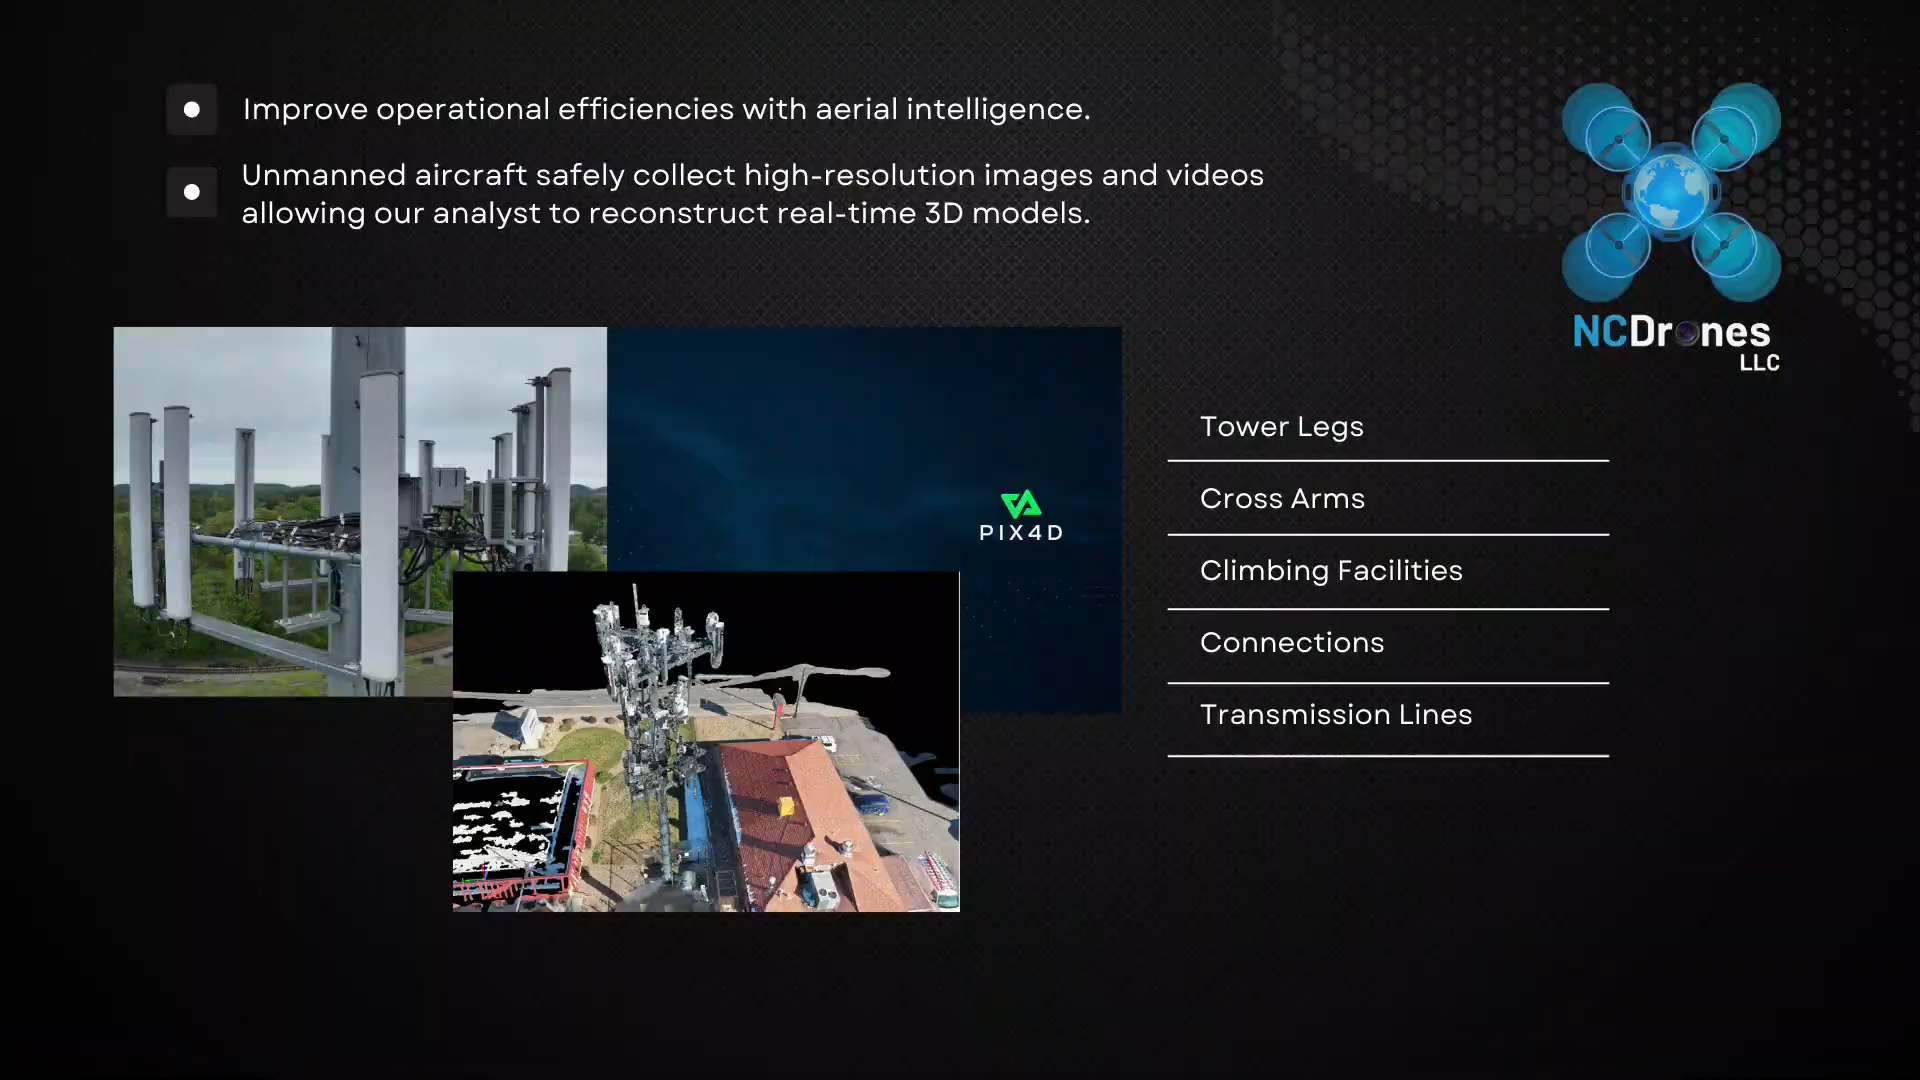 Improve operational efficiencies with aerial intelligence.
Unmanned aircraft safely collect high-resolution images and videos
allowing our analyst to reconstruct real-time 3D models.
NCDrones
LLC
PIX4D
Tower Legs
Cross Arms
Climbing Facilities
Connections
Transmission Lines